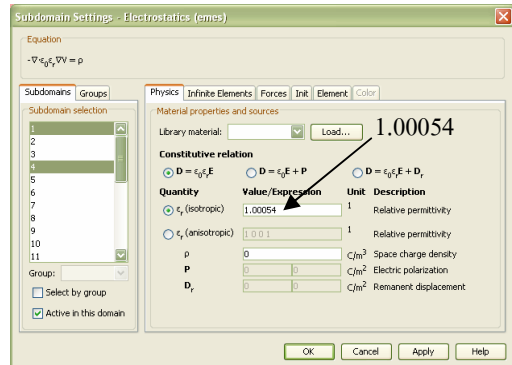 Subdomain Settings - Electrostatics (emes)
Equation
-∇·ε₀εᵣ∇V = ρ
Subdomains Groups
Subdomain selection
1
2
3
4
5
6
7
8
9
10
11
Group:
Select by group
Active in this domain
Physics Infinite Elements Forces Init Element Color
Material properties and sources
Library material: Load... 1.00054
Constitutive relation
D = ε₀εᵣE D = ε₀E + P D = ε₀εᵣE + Dᵣ
Quantity Value/Expression Unit Description
εᵣ (isotropic) 1.00054 1 Relative permittivity
εᵣ (anisotropic) 1 0 0 1 1 Relative permittivity
ρ 0 C/m³ Space charge density
P 0 0 C/m² Electric polarization
Dᵣ 0 0 C/m² Remanent displacement
OK Cancel Apply Help